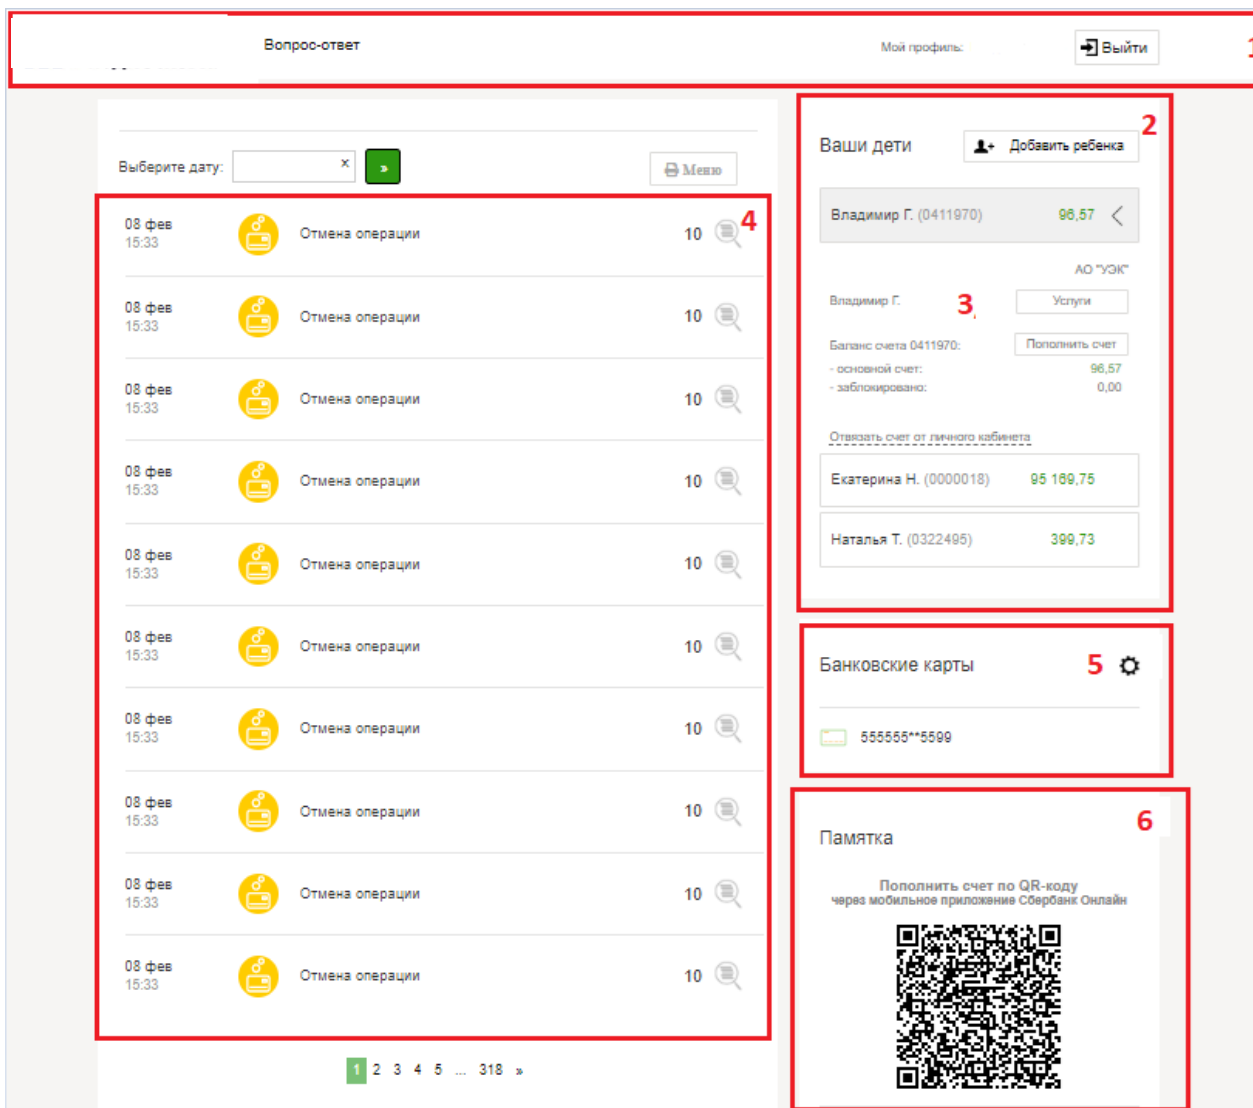 Вопрос-ответ
Мой профиль:
Выйти
1
Выберите дату:
x
»
Меню
08 фев
15:33
Отмена операции
10
4
08 фев
15:33
Отмена операции
10
08 фев
15:33
Отмена операции
10
08 фев
15:33
Отмена операции
10
08 фев
15:33
Отмена операции
10
08 фев
15:33
Отмена операции
10
08 фев
15:33
Отмена операции
10
08 фев
15:33
Отмена операции
10
08 фев
15:33
Отмена операции
10
08 фев
15:33
Отмена операции
10
1 2 3 4 5 ... 318 »
2
Ваши дети
Добавить ребенка
Владимир Г. (0411970) 96,57
АО "УЭК"
Владимир Г.
3
Услуги
Баланс счета 0411970:
Пополнить счет
- основной счет: 96,57
- заблокировано: 0,00
Отвязать счет от личного кабинета
Екатерина Н. (0000018) 95 169,75
Наталья Т. (0322495) 399,73
Банковские карты
5
555555**5599
6
Памятка
Пополнить счет по QR-коду
через мобильное приложение Сбербанк Онлайн